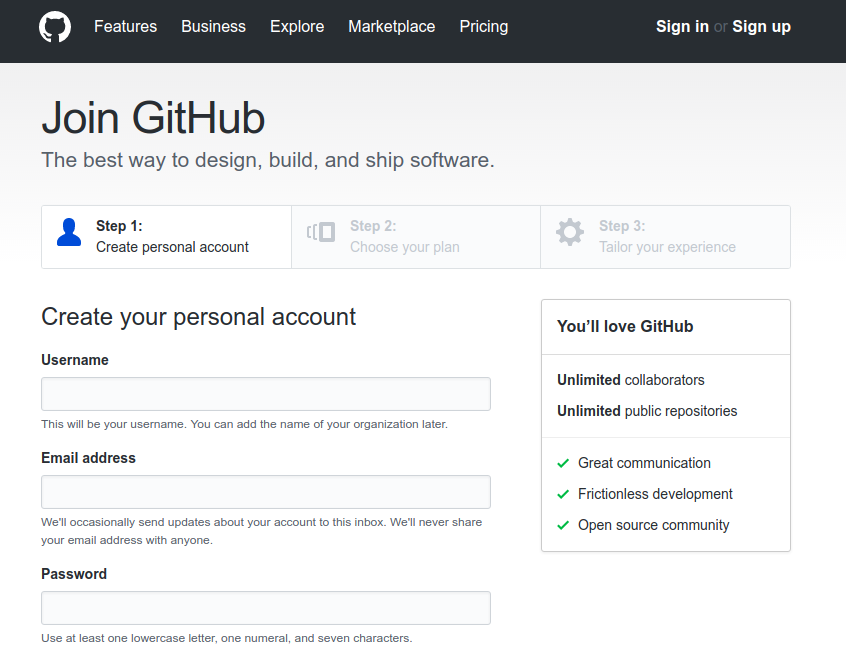 Features Business Explore Marketplace Pricing Sign in or Sign up
Join GitHub
The best way to design, build, and ship software.
Step 1:
Create personal account
Step 2:
Choose your plan
Step 3:
Tailor your experience
Create your personal account
Username
This will be your username. You can add the name of your organization later.
Email address
We'll occasionally send updates about your account to this inbox. We'll never share
your email address with anyone.
Password
Use at least one lowercase letter, one numeral, and seven characters.
You’ll love GitHub
Unlimited collaborators
Unlimited public repositories
Great communication
Frictionless development
Open source community